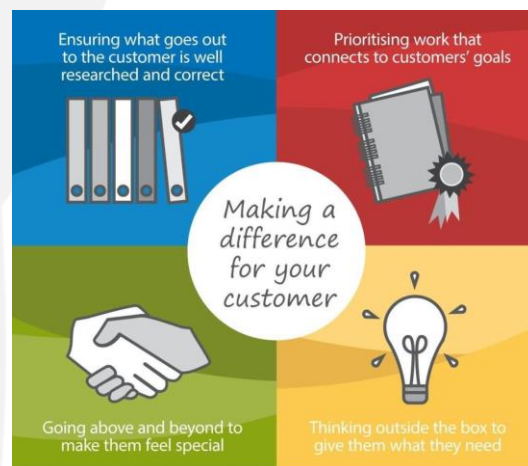 Ensuring what goes out
to the customer is well
researched and correct
Prioritising work that
connects to customers' goals
Making a
difference
for your
customer
Going above and beyond to
make them feel special
Thinking outside the box to
give them what they need